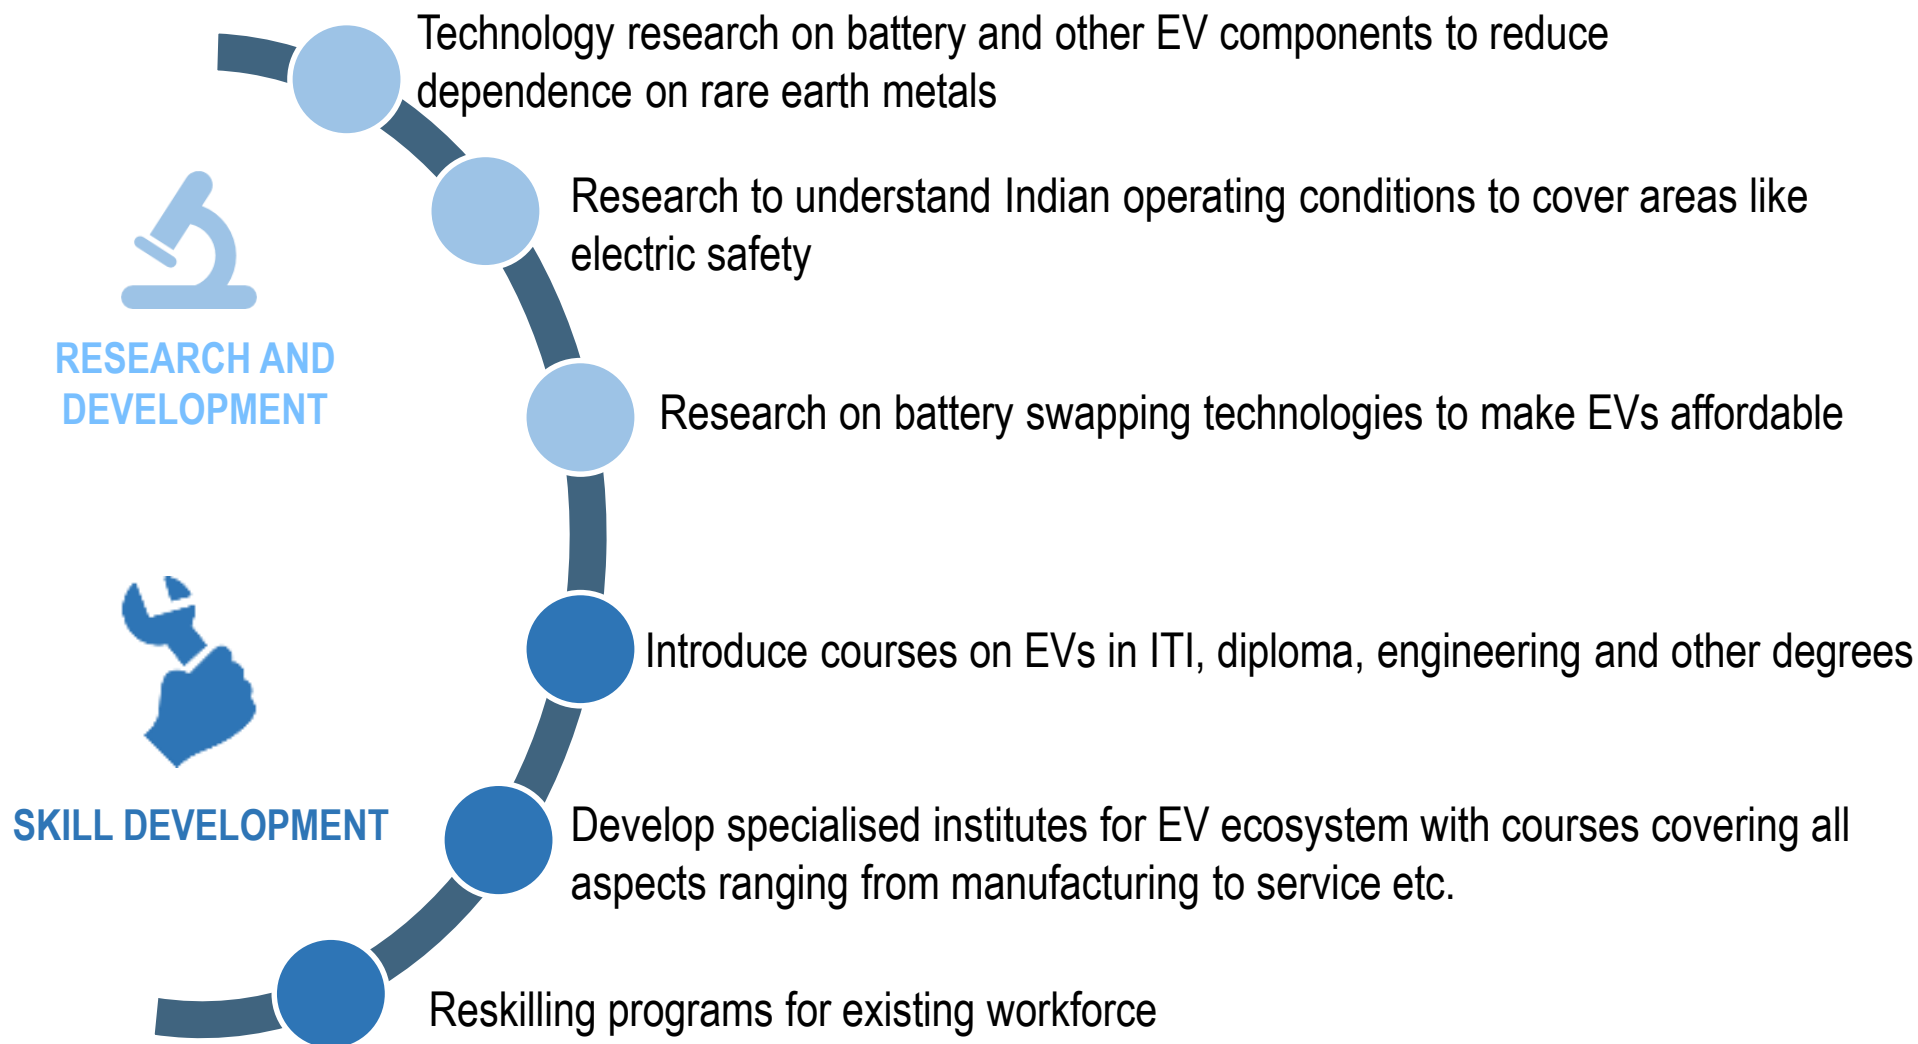 Technology research on battery and other EV components to reduce
dependence on rare earth metals
Research to understand Indian operating conditions to cover areas like
electric safety
RESEARCH AND
DEVELOPMENT
Research on battery swapping technologies to make EVs affordable
Introduce courses on EVs in ITI, diploma, engineering and other degrees
SKILL DEVELOPMENT
Develop specialised institutes for EV ecosystem with courses covering all
aspects ranging from manufacturing to service etc.
Reskilling programs for existing workforce